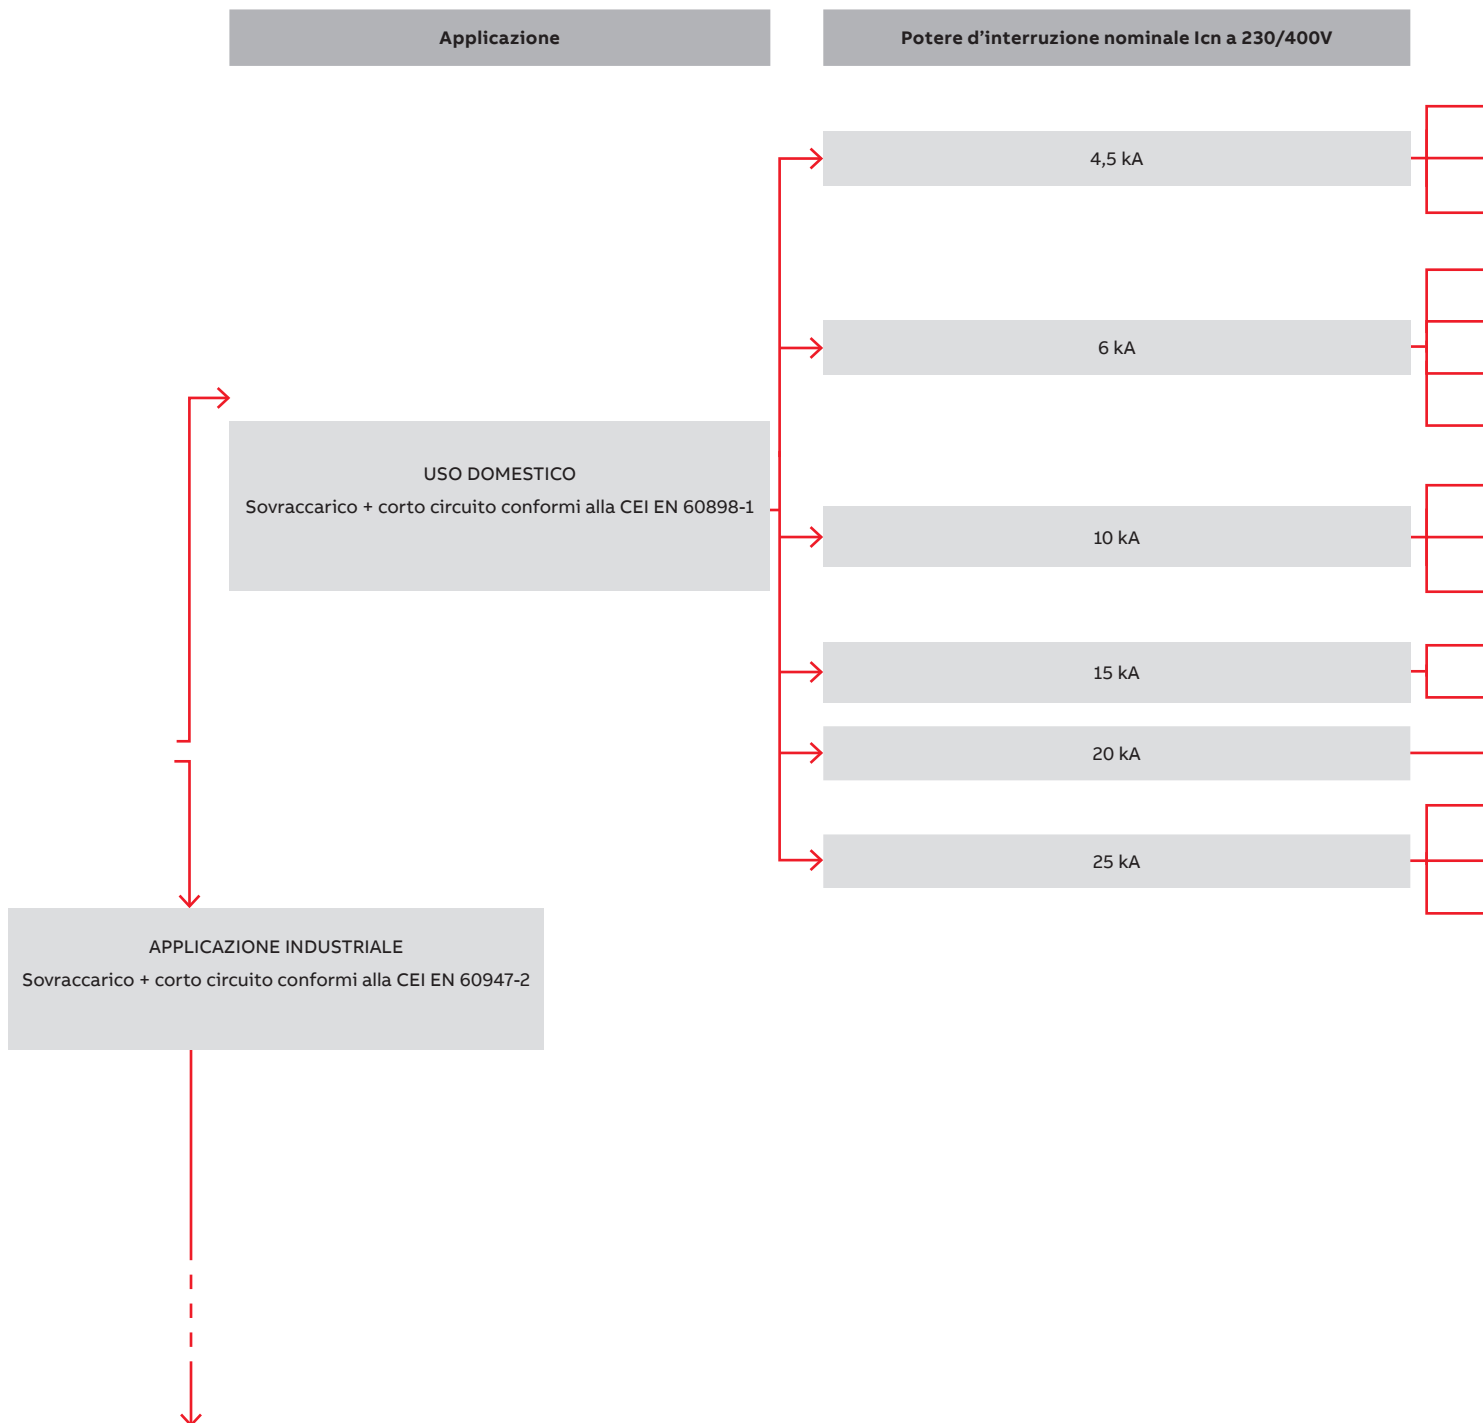 Applicazione
Potere d’interruzione nominale Icn a 230/400V
4,5 kA
6 kA
USO DOMESTICO
Sovraccarico + corto circuito conformi alla CEI EN 60898-1
10 kA
15 kA
20 kA
25 kA
APPLICAZIONE INDUSTRIALE
Sovraccarico + corto circuito conformi alla CEI EN 60947-2